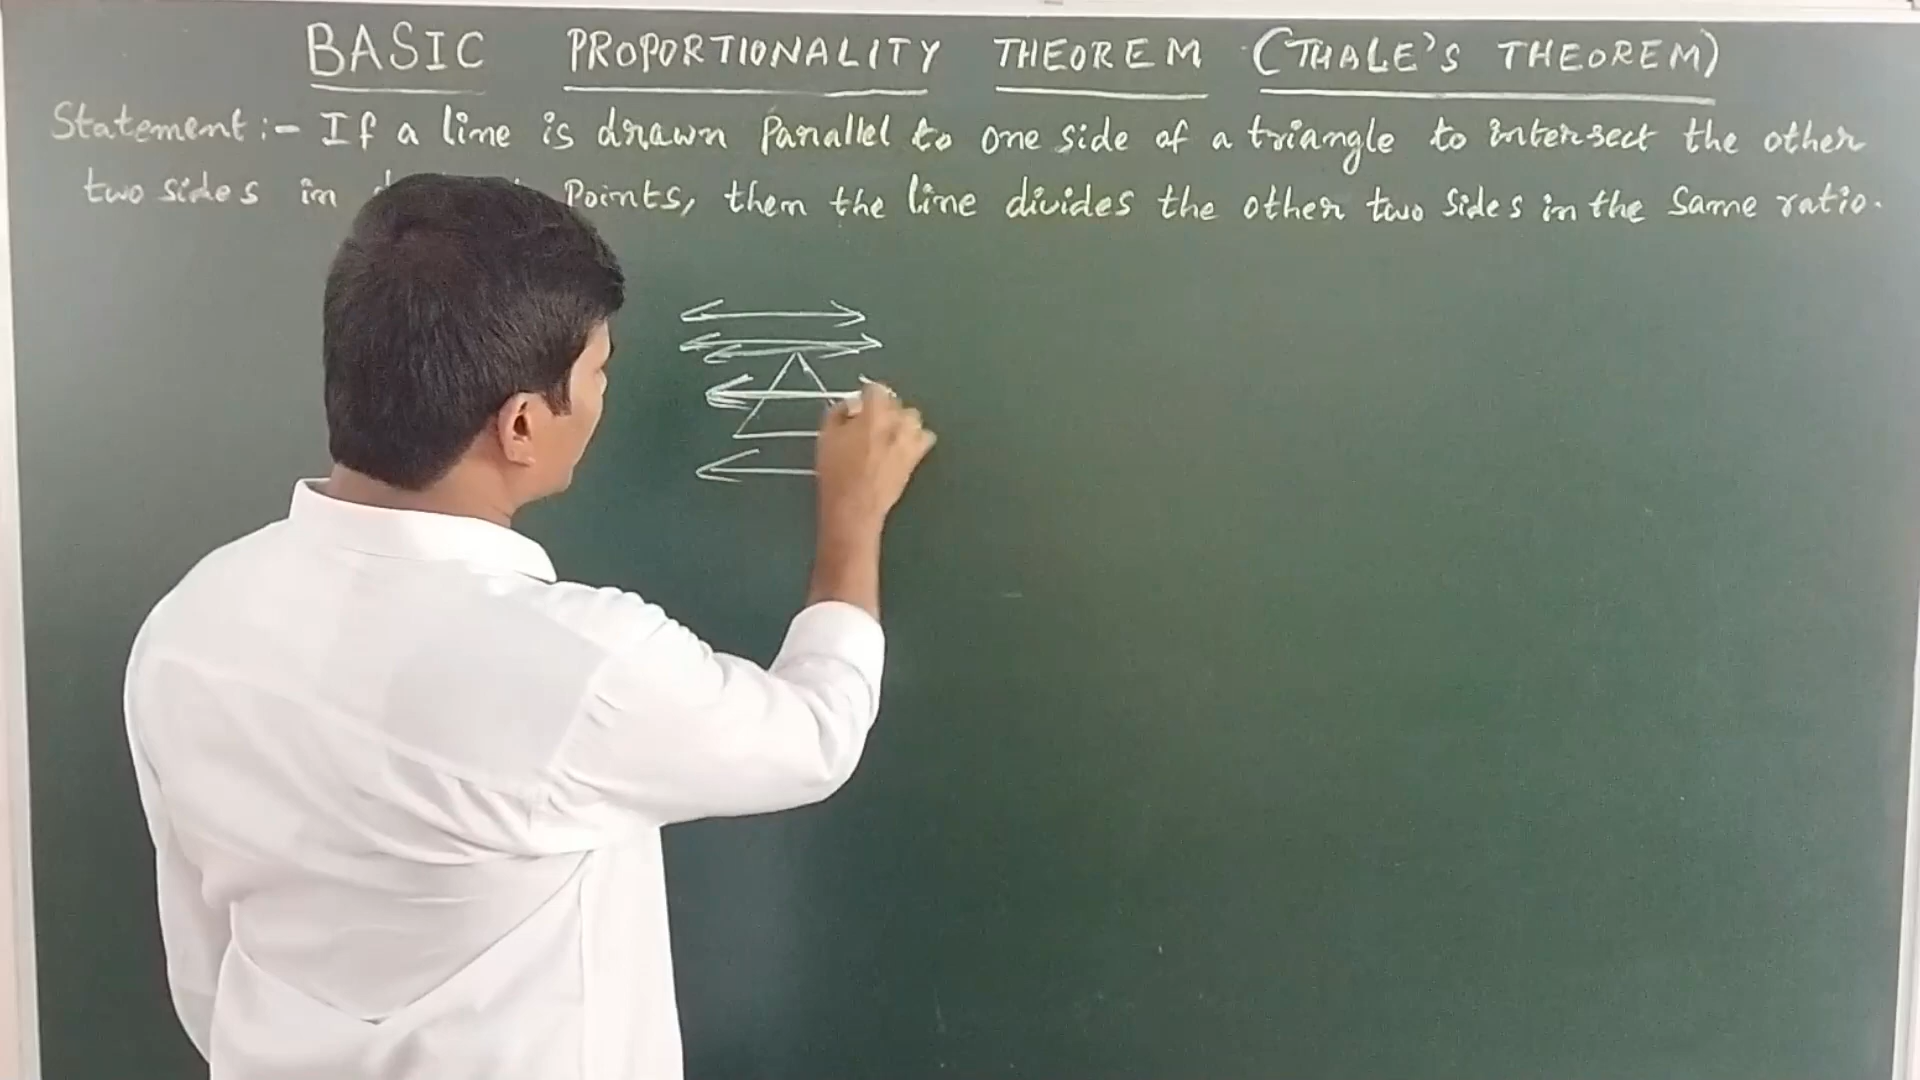 BASIC PROPORTIONALITY THEOREM (THALE'S THEOREM)
Statement:- If a line is drawn parallel to one side of a triangle to intersect the other
two sides in points, then the line divides the other two sides in the same ratio.